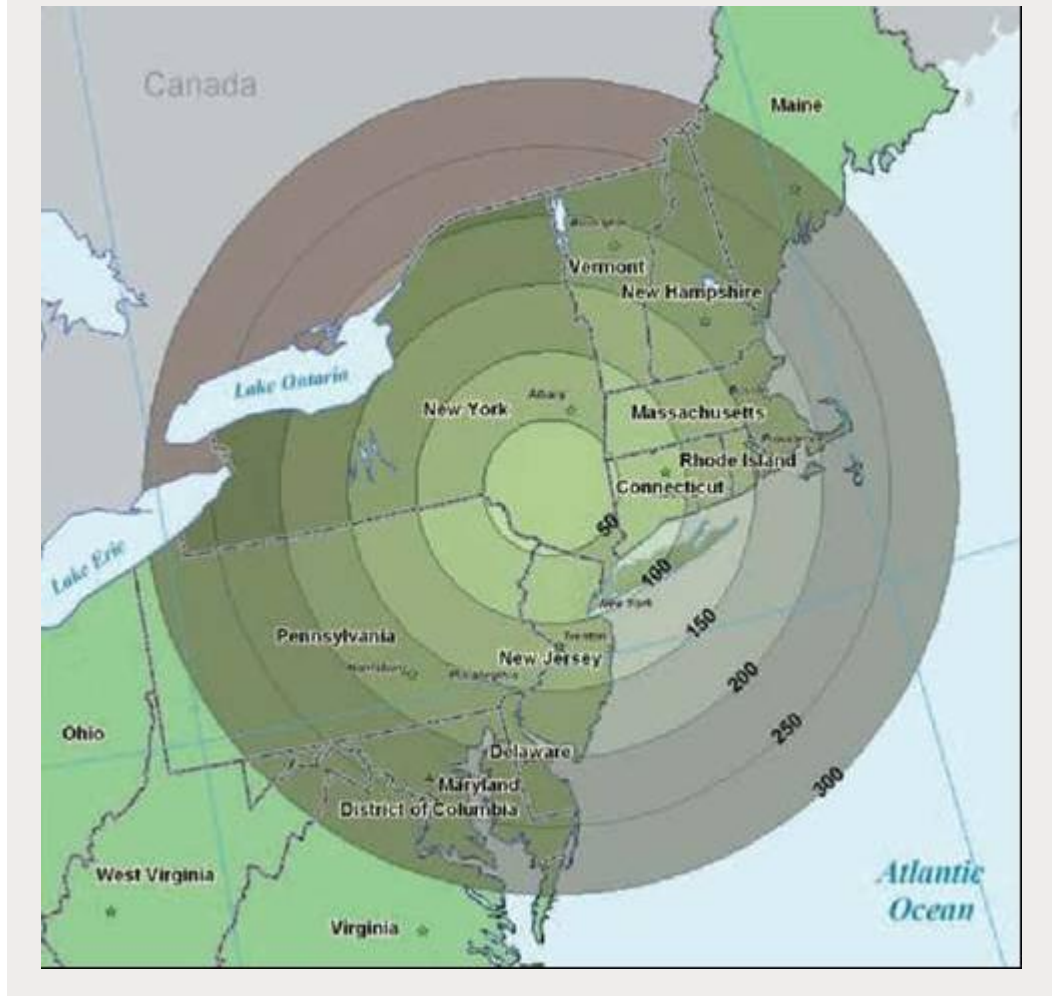 Canada
Maine
Vermont
New Hampshire
Lake Ontario
New York
Albany
Massachusetts
Providence
Rhode Island
Connecticut
50
Lake Erie
100
New York
150
Pennsylvania
Trenton
New Jersey
Harrisburg
Philadelphia
200
Ohio
250
Delaware
300
Maryland
District of Columbia
West Virginia
Atlantic
Ocean
Virginia